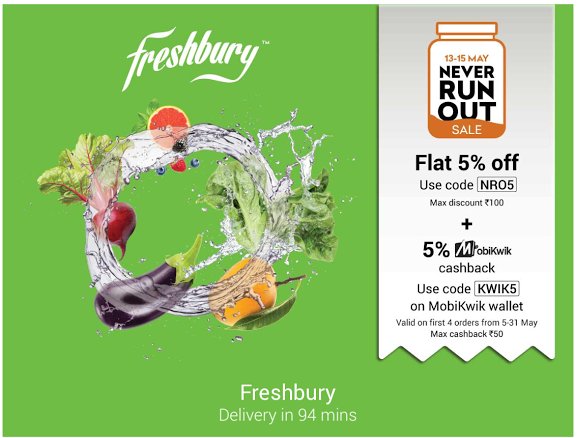 freshbury™
13-15 MAY
NEVER
RUN
OUT
SALE
Flat 5% off
Use code NRO5
Max discount ₹100
+
5% MobiKwik
cashback
Use code KWIK5
on MobiKwik wallet
Valid on first 4 orders from 5-31 May
Max cashback ₹50
Freshbury
Delivery in 94 mins